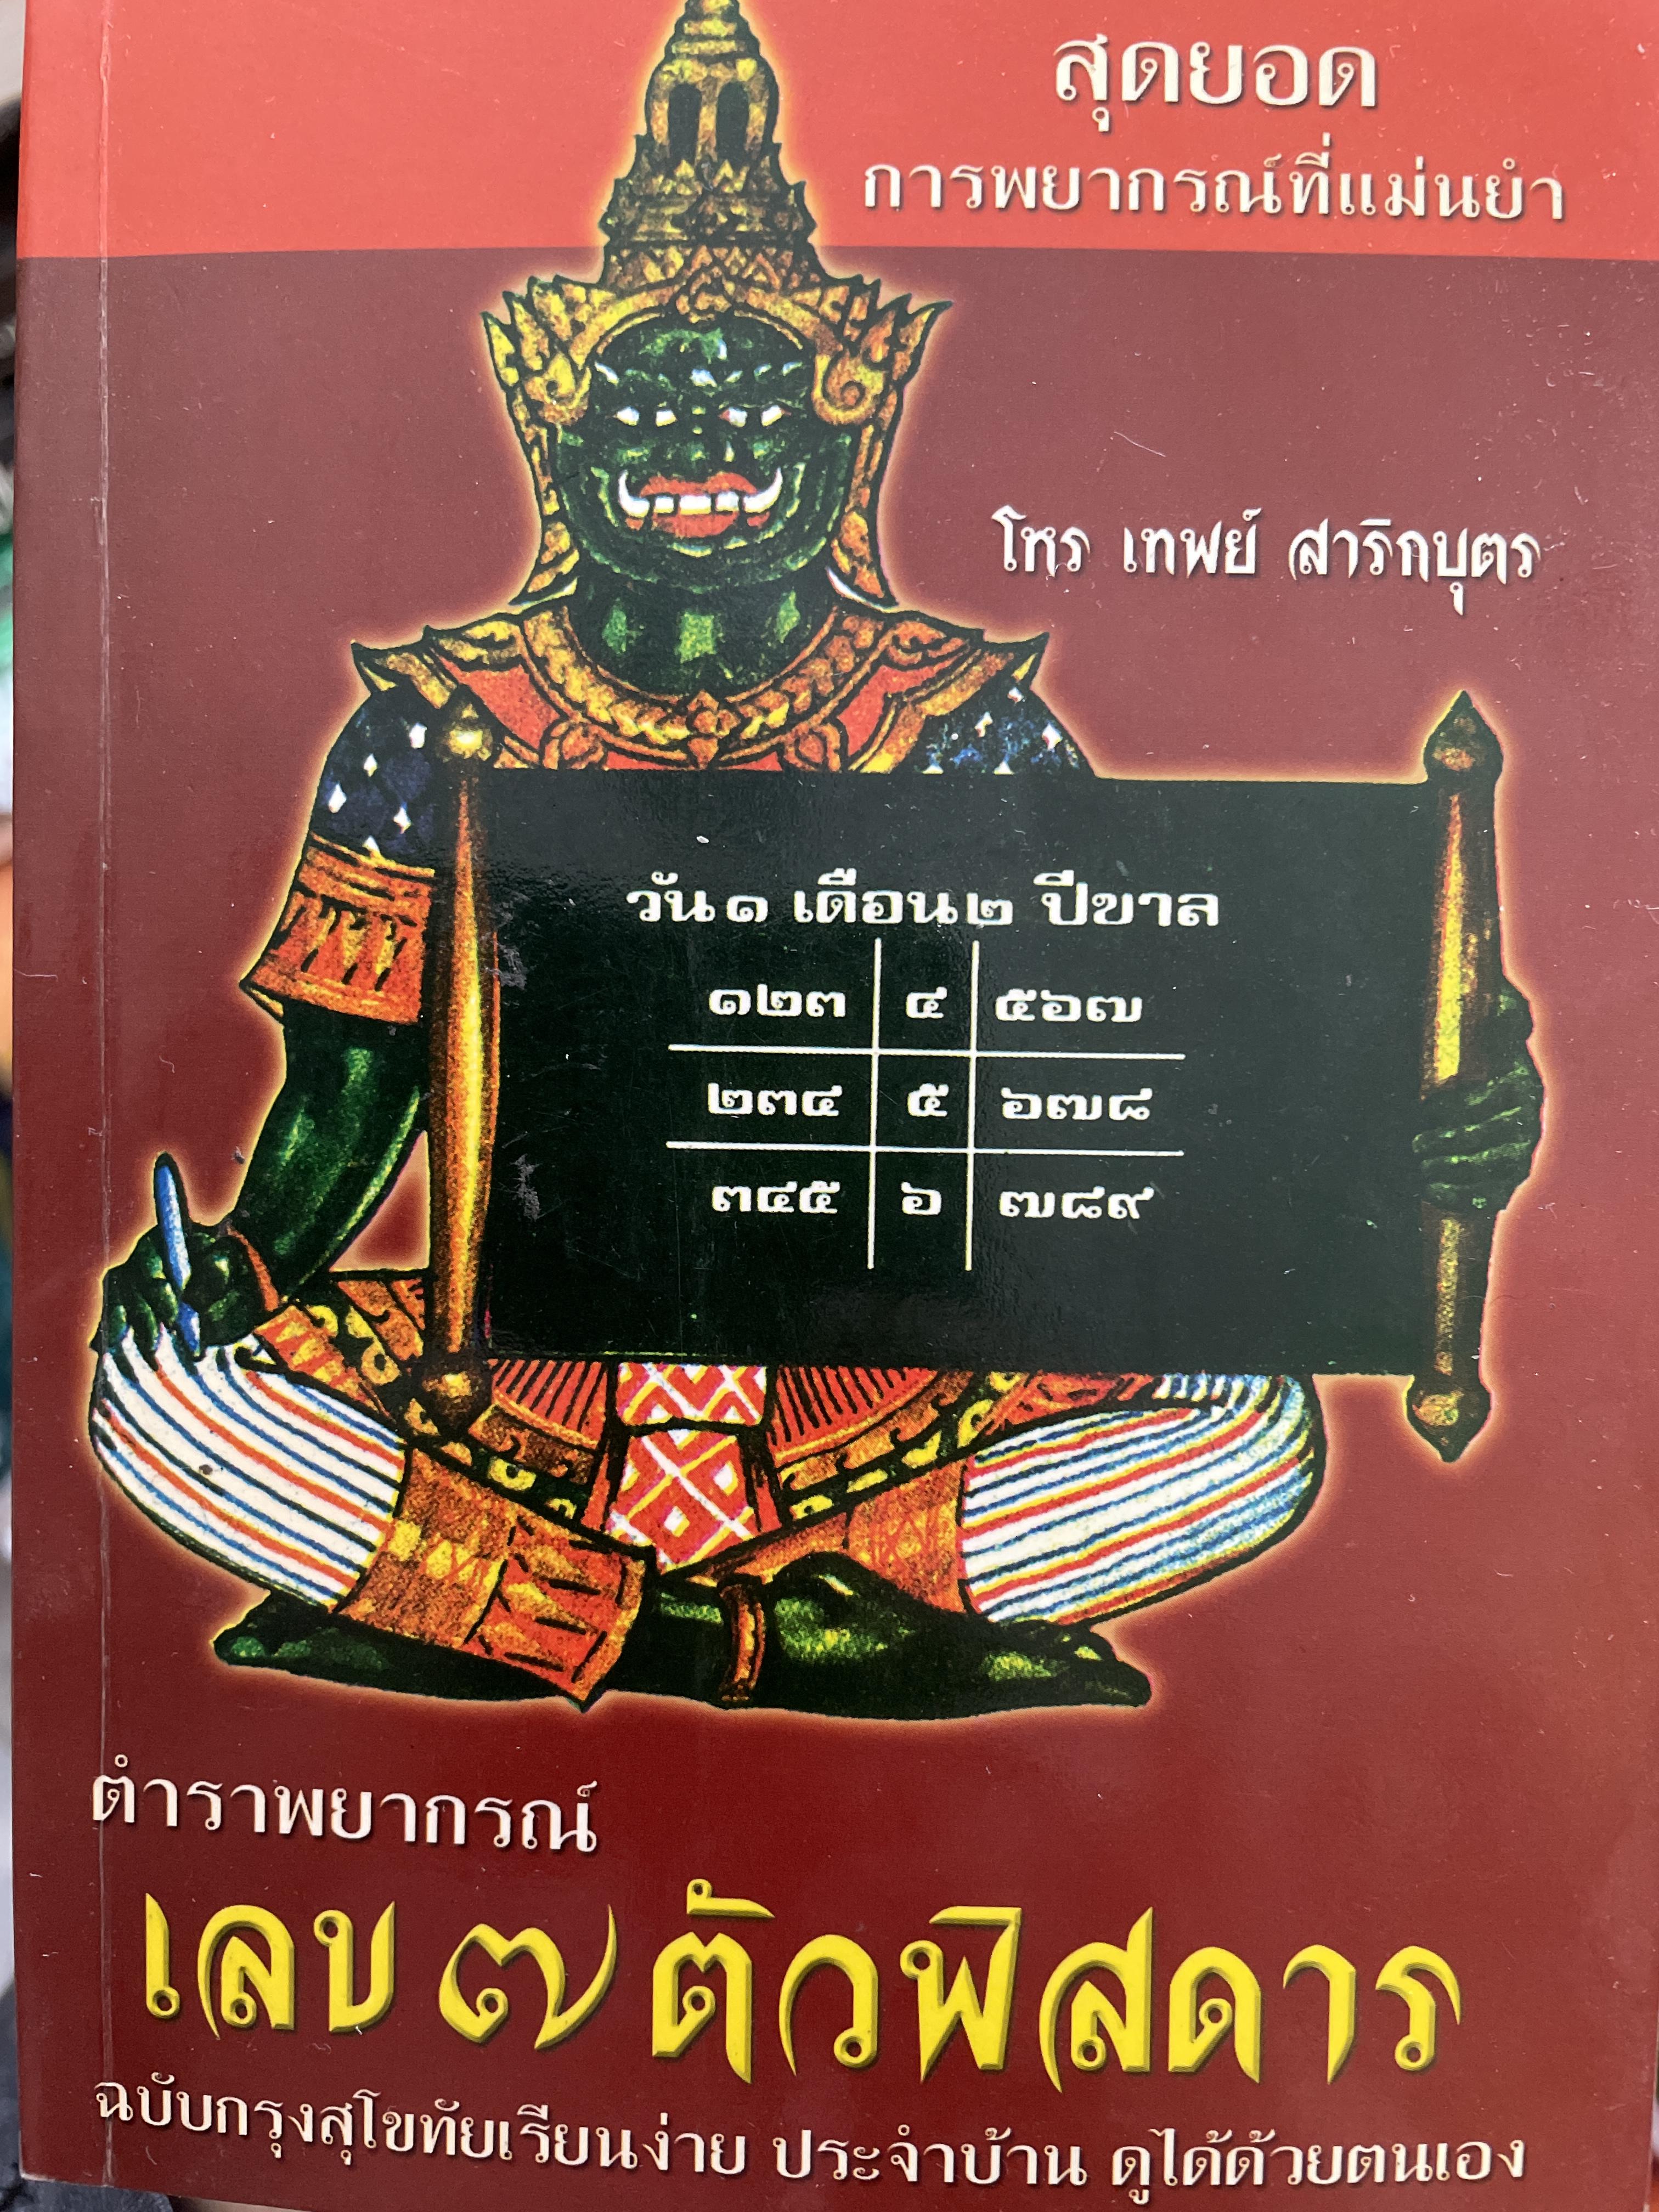 สุดยอด
การพยากรณ์ที่แม่นยำ
โหร เทพย์ สาริกบุตร
วัน๑ เดือน๒ ปีขาล
๑๒๓ ๔ ๕๖๗
๒๓๔ ๕ ๖๗๘
๓๔๕ ๖ ๗๘๙
ตำราพยากรณ์
เลข ๗ ตัวพิสดาร
ฉบับกรุงสุโขทัยเรียนง่าย ประจำบ้าน ดูได้ด้วยตนเอง